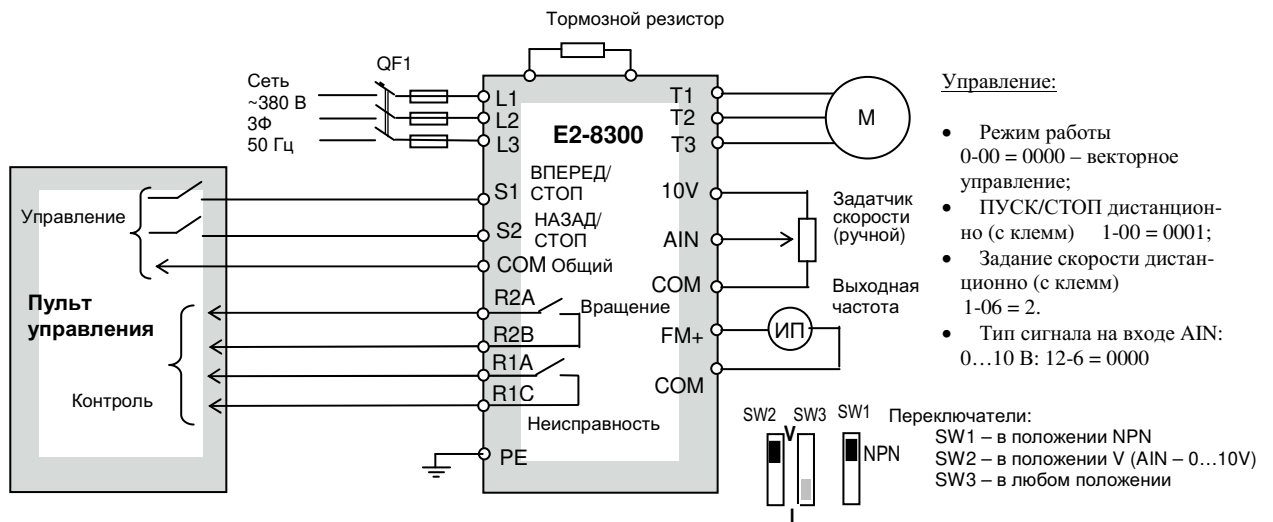 Тормозной резистор
QF1
Сеть
~380 В
3Ф
50 Гц
L1
L2
L3
E2-8300
T1
T2
T3
М
Пульт
управления
Управление
Контроль
S1
ВПЕРЕД/
СТОП
S2
НАЗАД/
СТОП
COM Общий
R2A
Вращение
R2B
R1A
R1C
Неисправность
PE
10V
AIN
COM
FM+
COM
Задатчик
скорости
(ручной)
Выходная
частота
ИП
Управление:
• Режим работы
0-00 = 0000 – векторное
управление;
• ПУСК/СТОП дистанцион-
но (с клемм) 1-00 = 0001;
• Задание скорости дистан-
ционно (с клемм)
1-06 = 2.
• Тип сигнала на входе AIN:
0…10 В: 12-6 = 0000
SW2 SW3 SW1
V
NPN
I
Переключатели:
SW1 – в положении NPN
SW2 – в положении V (AIN – 0…10V)
SW3 – в любом положении